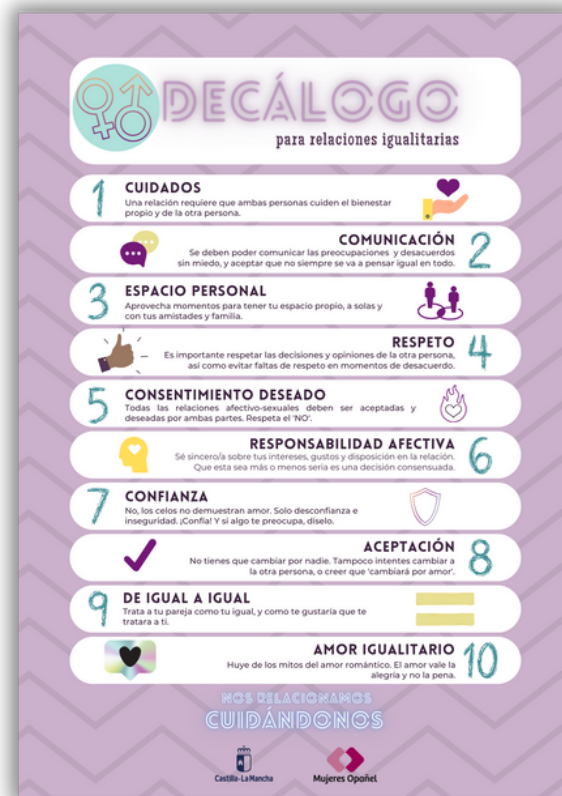 DECÁLOGO
para relaciones igualitarias
1 CUIDADOS
Una relación requiere que ambas personas cuiden el bienestar
propio y de la otra persona.
COMUNICACIÓN 2
Se deben poder comunicar las preocupaciones y desacuerdos
sin miedo, y aceptar que no siempre se va a pensar igual en todo.
3 ESPACIO PERSONAL
Aprovecha momentos para tener tu espacio propio, a solas y
con tus amistades y familia.
RESPETO 4
Es importante respetar las decisiones y opiniones de la otra persona,
así como evitar faltas de respeto en momentos de desacuerdo.
5 CONSENTIMIENTO DESEADO
Todas las relaciones afectivo-sexuales deben ser aceptadas y
deseadas por ambas partes. Respeta el 'NO'.
RESPONSABILIDAD AFECTIVA 6
Sé sincero/a sobre tus intereses, gustos y disposición en la relación.
Que esta sea más o menos seria es una decisión consensuada.
7 CONFIANZA
No, los celos no demuestran amor. Solo desconfianza e
inseguridad. ¡Confía! Y si algo te preocupa, díselo.
ACEPTACIÓN 8
No tienes que cambiar por nadie. Tampoco intentes cambiar a
la otra persona, o creer que 'cambiará por amor'.
9 DE IGUAL A IGUAL
Trata a tu pareja como tu igual, y como te gustaría que te
tratara a ti.
AMOR IGUALITARIO 10
Huye de los mitos del amor romántico. El amor vale la
alegría y no la pena.
NOS RELACIONAMOS
CUIDÁNDONOS
Castilla-La Mancha
Mujeres Opañel